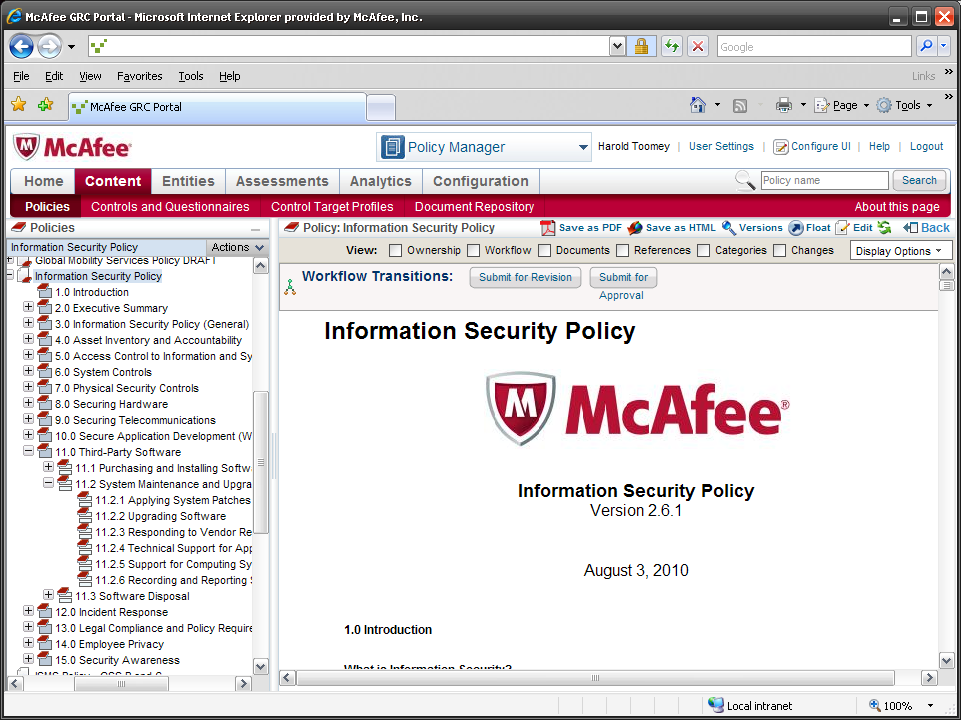 McAfee GRC Portal - Microsoft Internet Explorer provided by McAfee, Inc.
Google
File Edit View Favorites Tools Help Links »
McAfee GRC Portal Page Tools »
McAfee® Policy Manager Harold Toomey | User Settings | Configure UI | Help | Logout
Home Content Entities Assessments Analytics Configuration Policy name Search
Policies Controls and Questionnaires Control Target Profiles Document Repository About this page
Policies
Policy: Information Security Policy Save as PDF Save as HTML Versions Float Edit Back
Information Security Policy Actions
View: Ownership Workflow Documents References Categories Changes Display Options
Global Mobility Services Policy DRAFT
Information Security Policy
1.0 Introduction
2.0 Executive Summary
3.0 Information Security Policy (General)
4.0 Asset Inventory and Accountability
5.0 Access Control to Information and Sy
6.0 System Controls
7.0 Physical Security Controls
8.0 Securing Hardware
9.0 Securing Telecommunications
10.0 Secure Application Development (W
11.0 Third-Party Software
11.1 Purchasing and Installing Softw
11.2 System Maintenance and Upgra
11.2.1 Applying System Patches
11.2.2 Upgrading Software
11.2.3 Responding to Vendor Re
11.2.4 Technical Support for App
11.2.5 Support for Computing Sy
11.2.6 Recording and Reporting
11.3 Software Disposal
12.0 Incident Response
13.0 Legal Compliance and Policy Require
14.0 Employee Privacy
15.0 Security Awareness
Workflow Transitions: Submit for Revision Submit for
Approval
Information Security Policy
McAfee®
Information Security Policy
Version 2.6.1
August 3, 2010
1.0 Introduction
What is Information Security?
Local intranet 100%